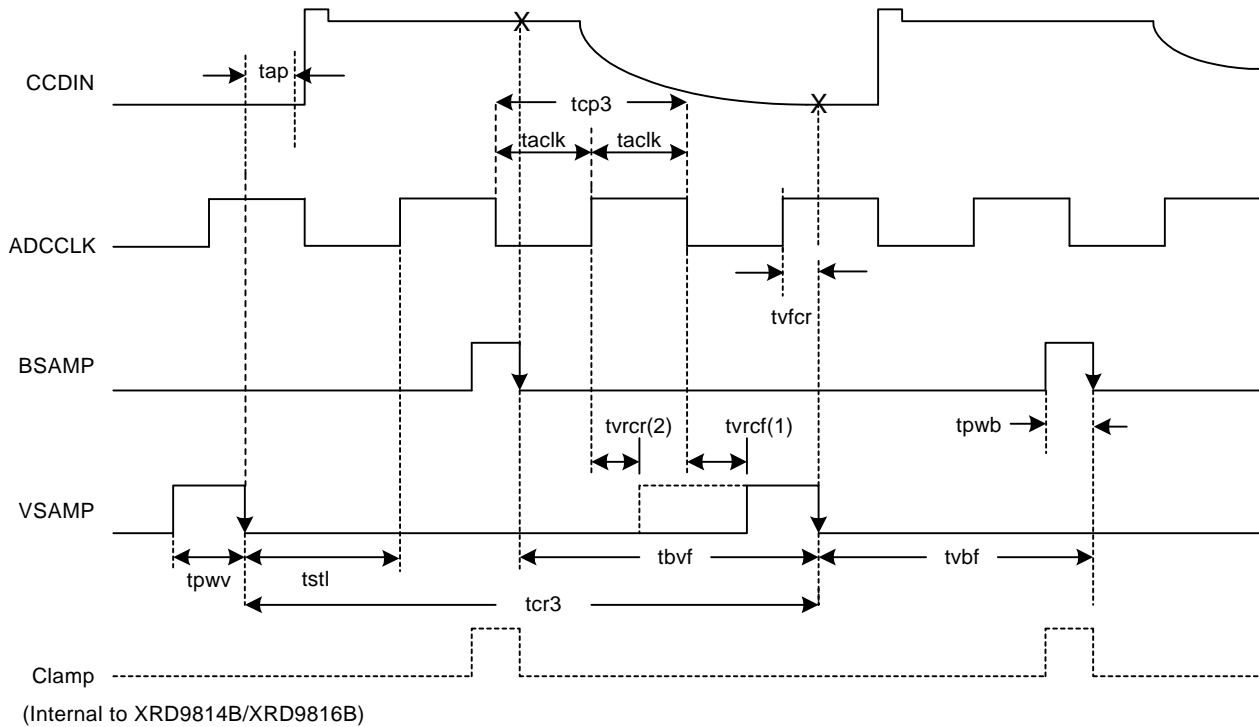 CCDIN
tap
X
X
tcp3
taclk
taclk
ADCCLK
tvfcr
BSAMP
tvrcr(2)
tvrcf(1)
tpwb
VSAMP
tpwv
tstl
tbvf
tvbf
tcr3
Clamp
(Internal to XRD9814B/XRD9816B)